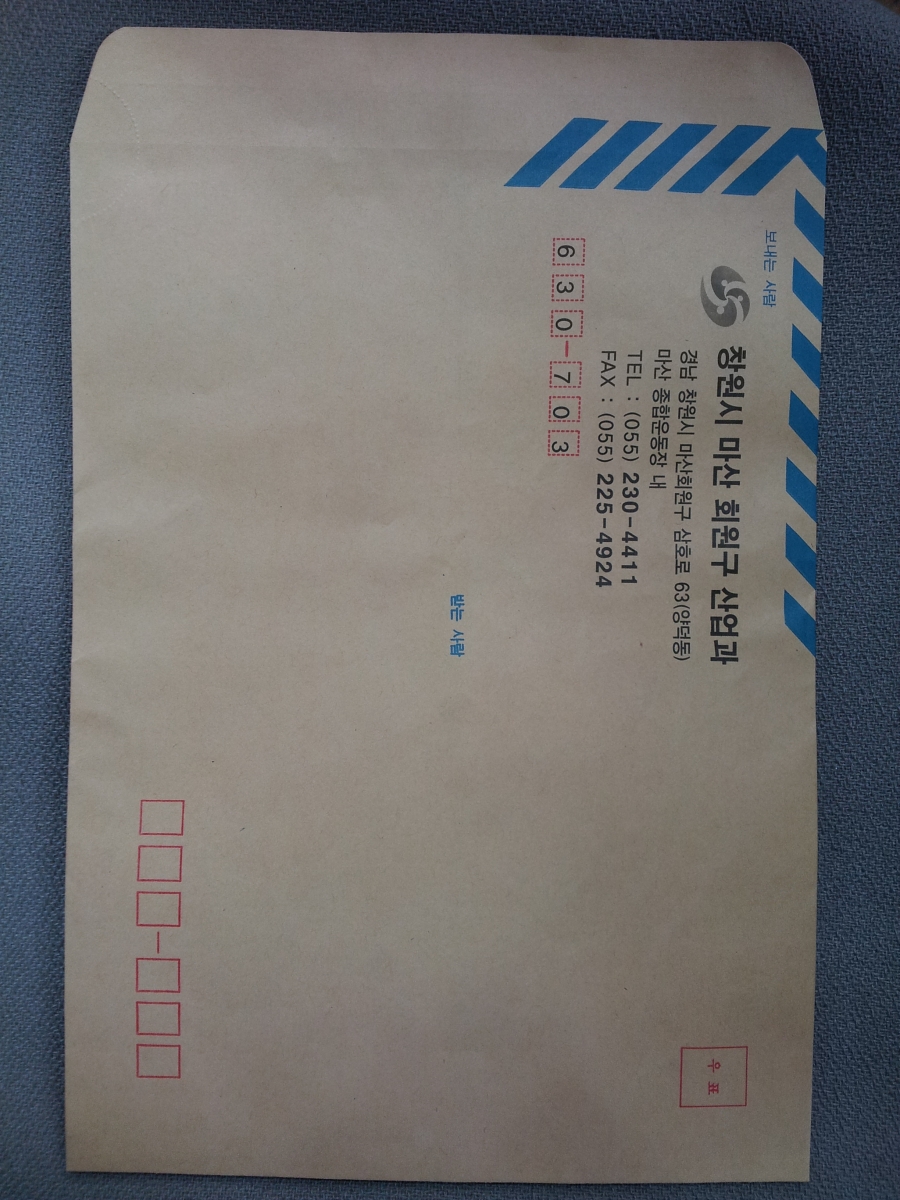 보내는 사람
창원시 마산 회원구 산업과
경남 창원시 마산회원구 삼호로 63(양덕동)
마산 종합운동장 내
TEL : (055) 230-4411
FAX : (055) 225-4924
630-703
우 표
받는 사람